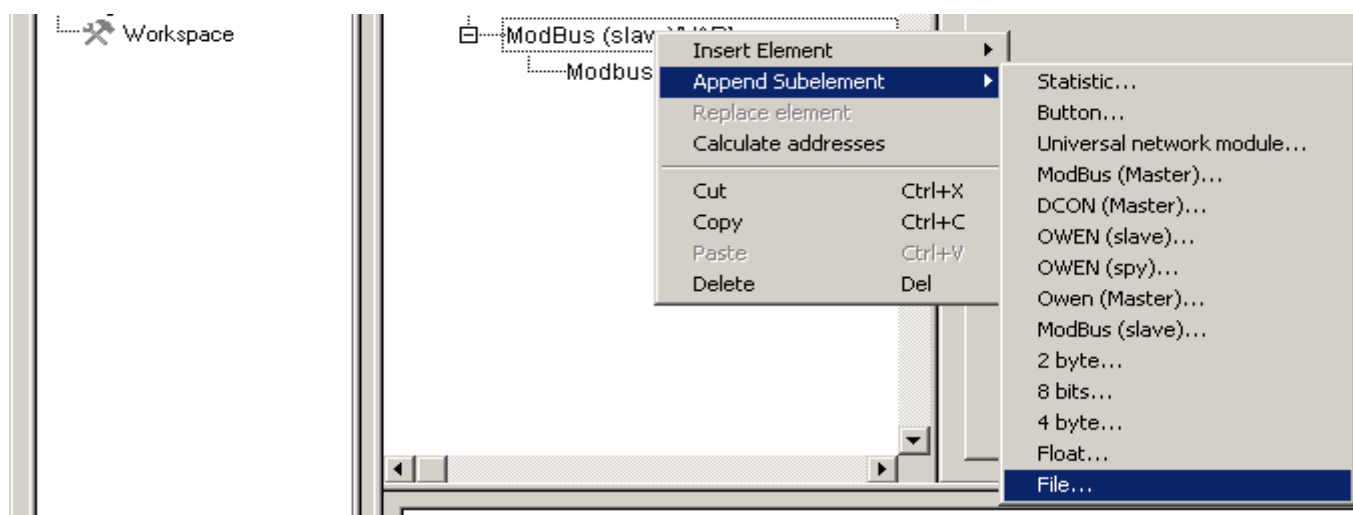 Workspace
ModBus (slav
Modbus
Insert Element
Append Subelement
Replace element
Calculate addresses
Cut Ctrl+X
Copy Ctrl+C
Paste Ctrl+V
Delete Del
Statistic...
Button...
Universal network module...
ModBus (Master)...
DCON (Master)...
OWEN (slave)...
OWEN (spy)...
Owen (Master)...
ModBus (slave)...
2 byte...
8 bits...
4 byte...
Float...
File...